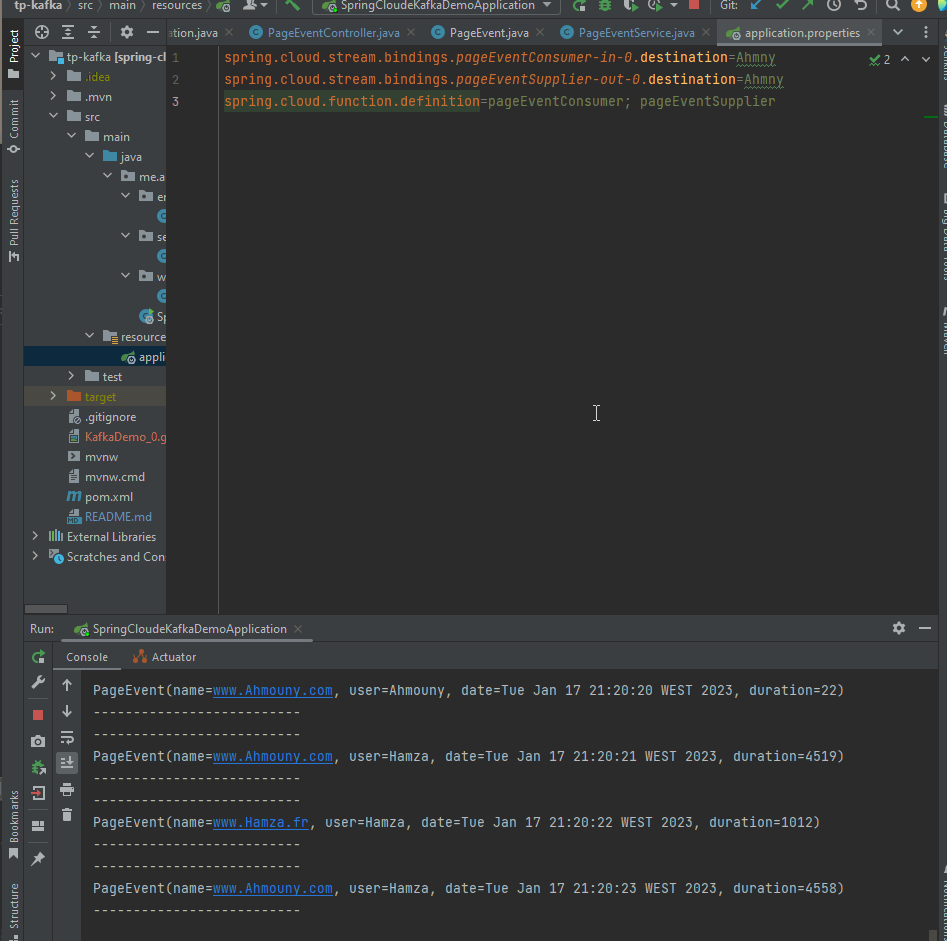 tp-kafka src main resources SpringCloudeKafkaDemoApplication Git:
ation.java PageEventController.java PageEvent.java PageEventService.java application.properties
Project
Commit
Pull Requests
Bookmarks
Structure
tp-kafka [spring-cl
.idea
.mvn
src
main
java
me.a
er
se
w
Sp
resource
appli
test
target
.gitignore
KafkaDemo_0.g
mvnw
mvnw.cmd
pom.xml
README.md
External Libraries
Scratches and Con
1 spring.cloud.stream.bindings.pageEventConsumer-in-0.destination=Ahmny
2 spring.cloud.stream.bindings.pageEventSupplier-out-0.destination=Ahmny
3 spring.cloud.function.definition=pageEventConsumer; pageEventSupplier
2
Run: SpringCloudeKafkaDemoApplication
Console Actuator
PageEvent(name=www.Ahmouny.com, user=Ahmouny, date=Tue Jan 17 21:20:20 WEST 2023, duration=22)
--------------------------
--------------------------
PageEvent(name=www.Ahmouny.com, user=Hamza, date=Tue Jan 17 21:20:21 WEST 2023, duration=4519)
--------------------------
--------------------------
PageEvent(name=www.Hamza.fr, user=Hamza, date=Tue Jan 17 21:20:22 WEST 2023, duration=1012)
--------------------------
--------------------------
PageEvent(name=www.Ahmouny.com, user=Hamza, date=Tue Jan 17 21:20:23 WEST 2023, duration=4558)
--------------------------